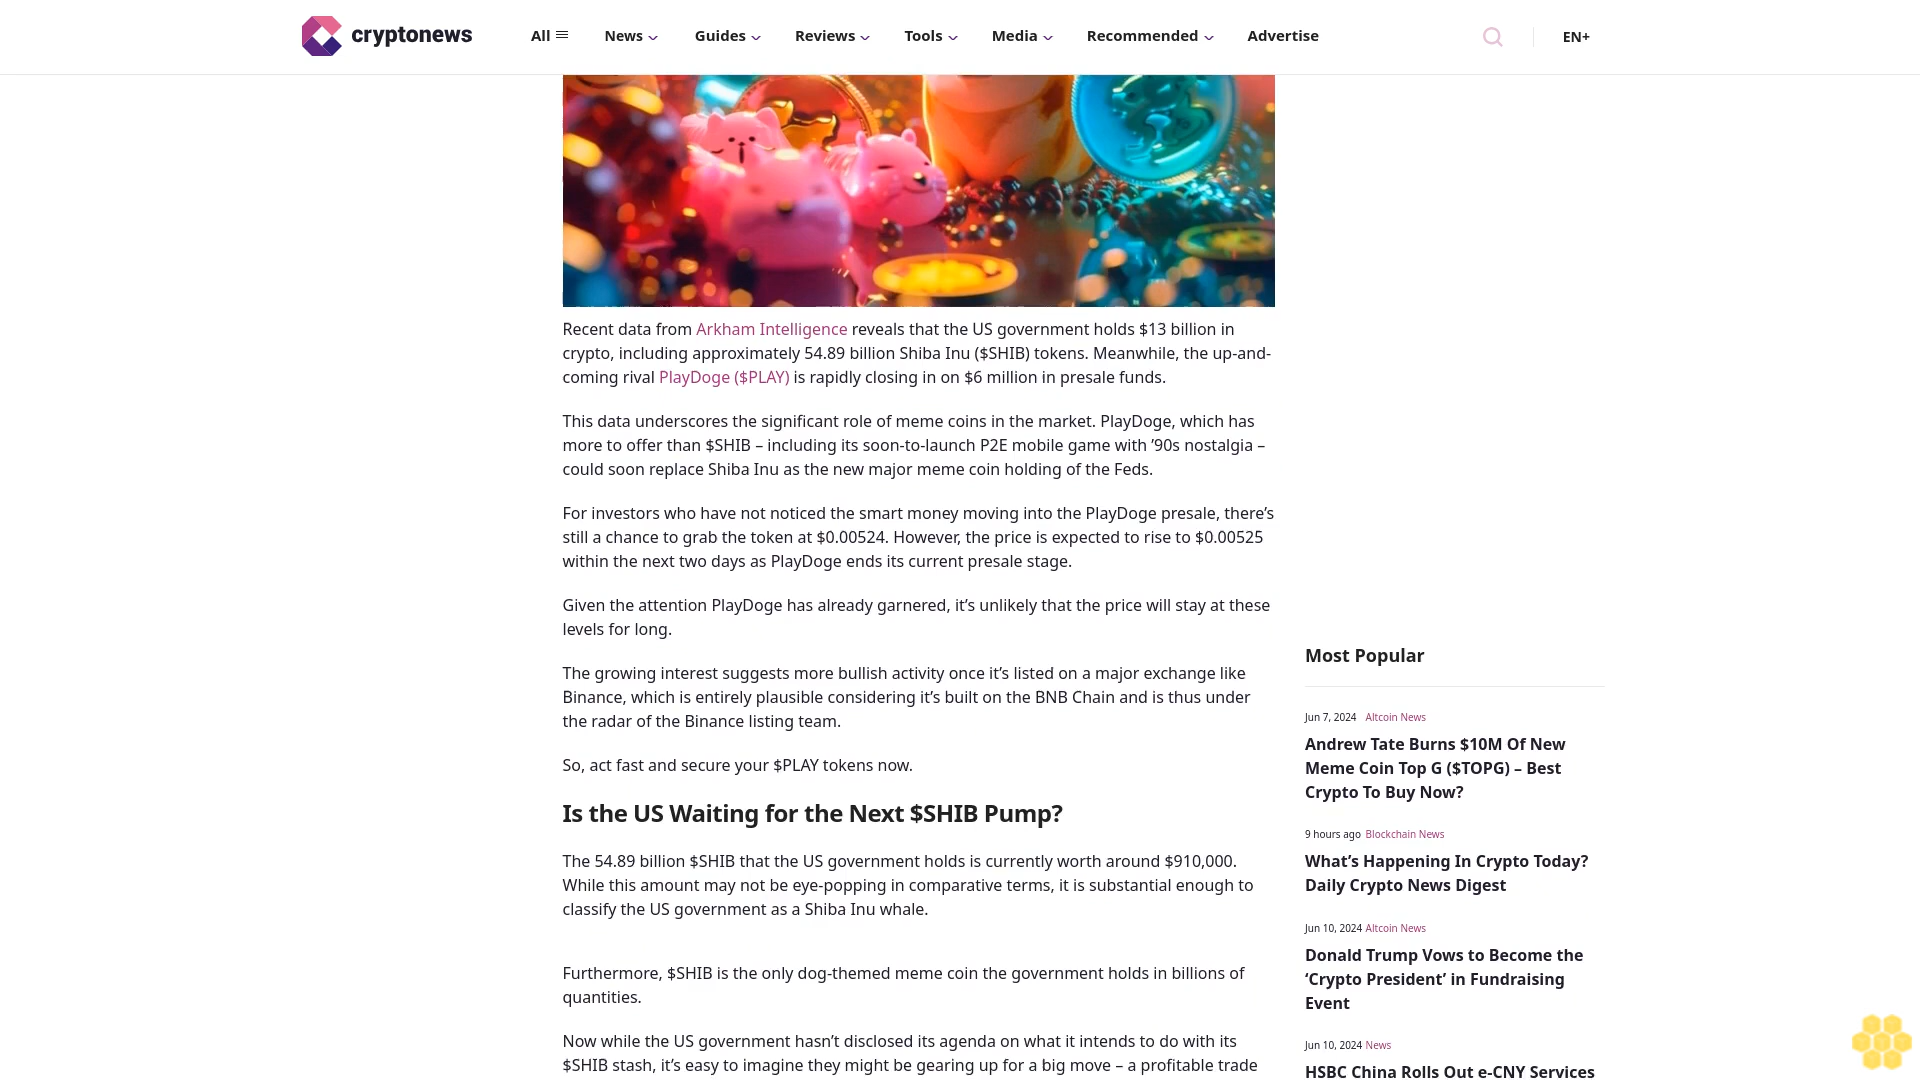 cryptonews
All
News
Guides
Reviews
Tools
Media
Recommended
Advertise
EN+
Recent data from Arkham Intelligence reveals that the US government holds $13 billion in
crypto, including approximately 54.89 billion Shiba Inu ($SHIB) tokens. Meanwhile, the up-and-
coming rival PlayDoge ($PLAY) is rapidly closing in on $6 million in presale funds.
This data underscores the significant role of meme coins in the market. PlayDoge, which has
more to offer than $SHIB – including its soon-to-launch P2E mobile game with ’90s nostalgia –
could soon replace Shiba Inu as the new major meme coin holding of the Feds.
For investors who have not noticed the smart money moving into the PlayDoge presale, there’s
still a chance to grab the token at $0.00524. However, the price is expected to rise to $0.00525
within the next two days as PlayDoge ends its current presale stage.
Given the attention PlayDoge has already garnered, it’s unlikely that the price will stay at these
levels for long.
The growing interest suggests more bullish activity once it’s listed on a major exchange like
Binance, which is entirely plausible considering it’s built on the BNB Chain and is thus under
the radar of the Binance listing team.
So, act fast and secure your $PLAY tokens now.
Is the US Waiting for the Next $SHIB Pump?
The 54.89 billion $SHIB that the US government holds is currently worth around $910,000.
While this amount may not be eye-popping in comparative terms, it is substantial enough to
classify the US government as a Shiba Inu whale.
Furthermore, $SHIB is the only dog-themed meme coin the government holds in billions of
quantities.
Now while the US government hasn’t disclosed its agenda on what it intends to do with its
$SHIB stash, it’s easy to imagine they might be gearing up for a big move – a profitable trade
Most Popular
Jun 7, 2024 Altcoin News
Andrew Tate Burns $10M Of New
Meme Coin Top G ($TOPG) – Best
Crypto To Buy Now?
9 hours ago Blockchain News
What’s Happening In Crypto Today?
Daily Crypto News Digest
Jun 10, 2024 Altcoin News
Donald Trump Vows to Become the
‘Crypto President’ in Fundraising
Event
Jun 10, 2024 News
HSBC China Rolls Out e-CNY Services